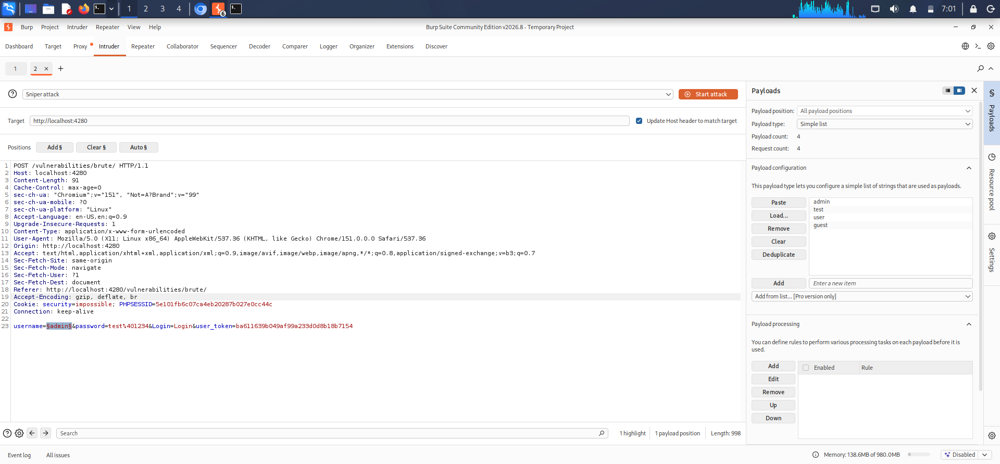 1 2 3 4 6 7:01
Burp Project Intruder Repeater View Help Burp Suite Community Edition v2026.8 - Temporary Project
Dashboard Target Proxy Intruder Repeater Collaborator Sequencer Decoder Comparer Logger Organizer Extensions Discover
1 2 × +
Sniper attack Start attack
Target http://localhost:4280 Update Host header to match target
Positions Add § Clear § Auto §
1 POST /vulnerabilities/brute/ HTTP/1.1
2 Host: localhost:4280
3 Content-Length: 91
4 Cache-Control: max-age=0
5 sec-ch-ua: "Chromium";v="151", "Not=A?Brand";v="99"
6 sec-ch-ua-mobile: ?0
7 sec-ch-ua-platform: "Linux"
8 Accept-Language: en-US,en;q=0.9
9 Upgrade-Insecure-Requests: 1
10 Content-Type: application/x-www-form-urlencoded
11 User-Agent: Mozilla/5.0 (X11; Linux x86_64) AppleWebKit/537.36 (KHTML, like Gecko) Chrome/151.0.0.0 Safari/537.36
12 Origin: http://localhost:4280
13 Accept: text/html,application/xhtml+xml,application/xml;q=0.9,image/avif,image/webp,image/apng,*/*;q=0.8,application/signed-exchange;v=b3;q=0.7
14 Sec-Fetch-Site: same-origin
15 Sec-Fetch-Mode: navigate
16 Sec-Fetch-User: ?1
17 Sec-Fetch-Dest: document
18 Referer: http://localhost:4280/vulnerabilities/brute/
19 Accept-Encoding: gzip, deflate, br
20 Cookie: security=impossible; PHPSESSID=5e101fb6c07ca4eb20287b027e0cc44c
21 Connection: keep-alive
22
23 username=§admin§&password=test%401234&Login=Login&user_token=ba611639b049af99a233d0d8b18b7154
Search 1 highlight 1 payload position Length: 998
Payloads
Payload position: All payload positions
Payload type: Simple list
Payload count: 4
Request count: 4
Payload configuration
This payload type lets you configure a simple list of strings that are used as payloads.
Paste
Load...
Remove
Clear
Deduplicate
admin
test
user
guest
Add Enter a new item
Add from list... [Pro version only]
Payload processing
You can define rules to perform various processing tasks on each payload before it is
used.
Add
Edit
Remove
Up
Down
Enabled Rule
§ Payloads
Resource pool
Settings
Event log All issues Memory: 138.6MB of 980.0MB Disabled